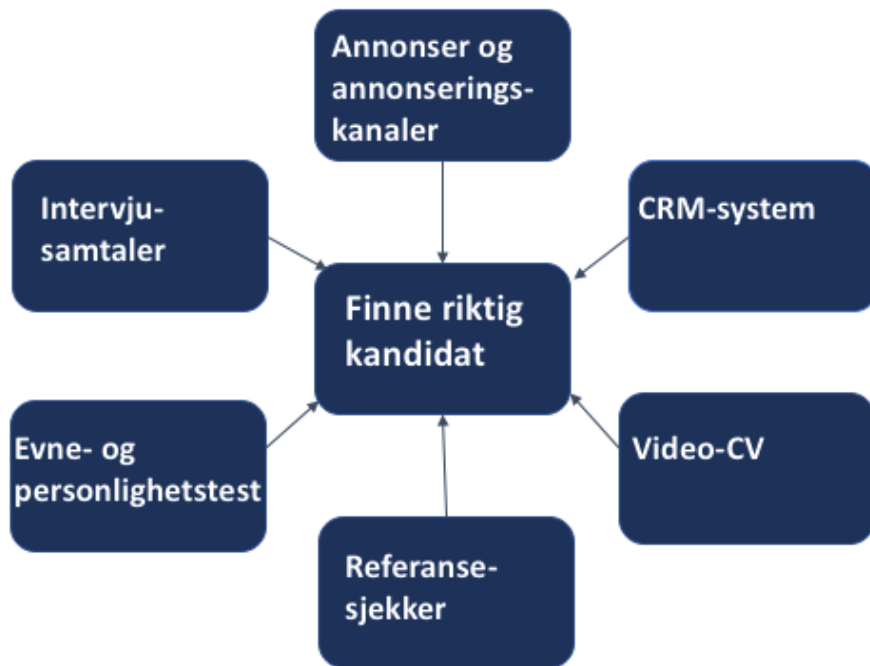 Annonser og
annonserings-
kanaler
Intervju-
samtaler
CRM-system
Finne riktig
kandidat
Evne- og
personlighetstest
Video-CV
Referanse-
sjekker